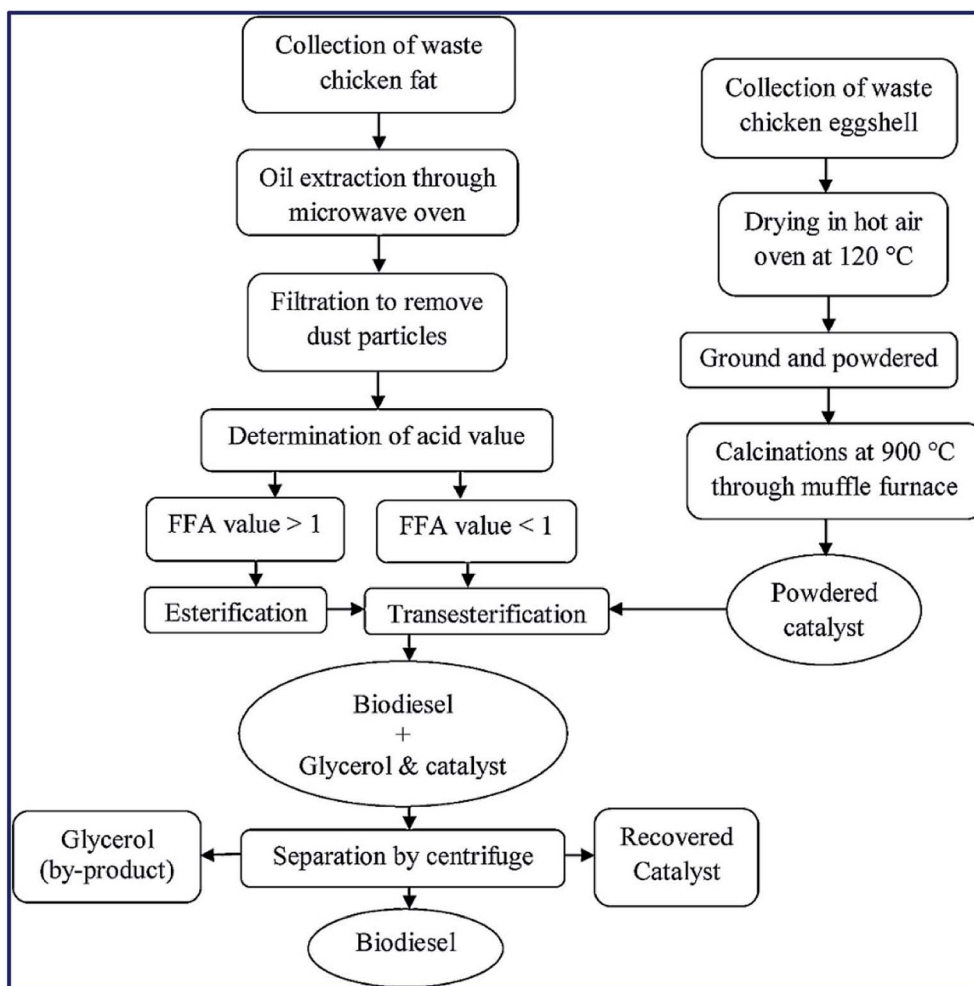 Collection of waste
chicken fat
Oil extraction through
microwave oven
Filtration to remove
dust particles
Determination of acid value
FFA value > 1
FFA value < 1
Esterification
Transesterification
Collection of waste
chicken eggshell
Drying in hot air
oven at 120 °C
Ground and powdered
Calcinations at 900 °C
through muffle furnace
Powdered
catalyst
Biodiesel
+
Glycerol & catalyst
Glycerol
(by-product)
Separation by centrifuge
Recovered
Catalyst
Biodiesel